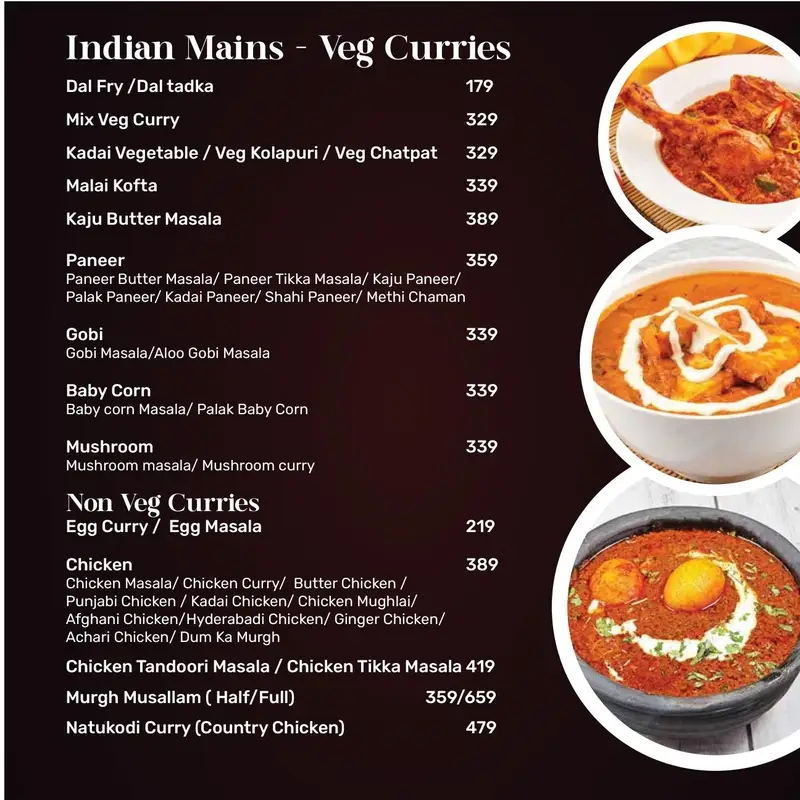 Indian Mains - Veg Curries
Dal Fry /Dal tadka 179
Mix Veg Curry 329
Kadai Vegetable / Veg Kolapuri / Veg Chatpat 329
Malai Kofta 339
Kaju Butter Masala 389
Paneer 359
Paneer Butter Masala/ Paneer Tikka Masala/ Kaju Paneer/
Palak Paneer/ Kadai Paneer/ Shahi Paneer/ Methi Chaman
Gobi 339
Gobi Masala/Aloo Gobi Masala
Baby Corn 339
Baby corn Masala/ Palak Baby Corn
Mushroom 339
Mushroom masala/ Mushroom curry
Non Veg Curries
Egg Curry / Egg Masala 219
Chicken 389
Chicken Masala/ Chicken Curry/ Butter Chicken /
Punjabi Chicken / Kadai Chicken/ Chicken Mughlai/
Afghani Chicken/Hyderabadi Chicken/ Ginger Chicken/
Achari Chicken/ Dum Ka Murgh
Chicken Tandoori Masala / Chicken Tikka Masala 419
Murgh Musallam ( Half/Full) 359/659
Natukodi Curry (Country Chicken) 479